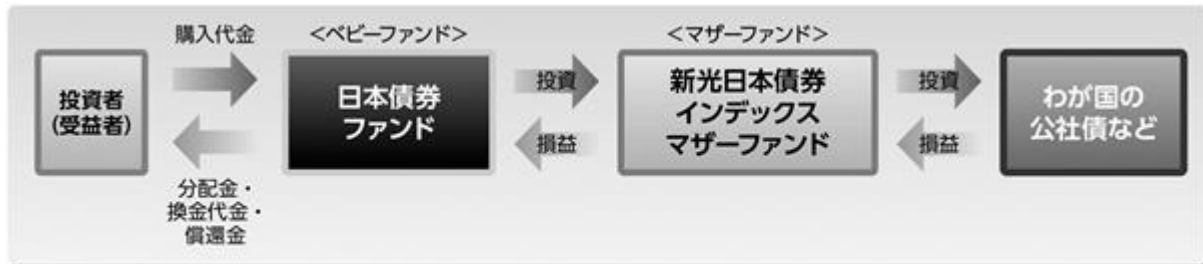 購入代金
<ベビーファンド>
<マザーファンド>
投資者
(受益者)
日本債券
ファンド
投資
損益
新光日本債券
インデックス
マザーファンド
投資
損益
わが国の
公社債など
分配金・
換金代金・
償還金